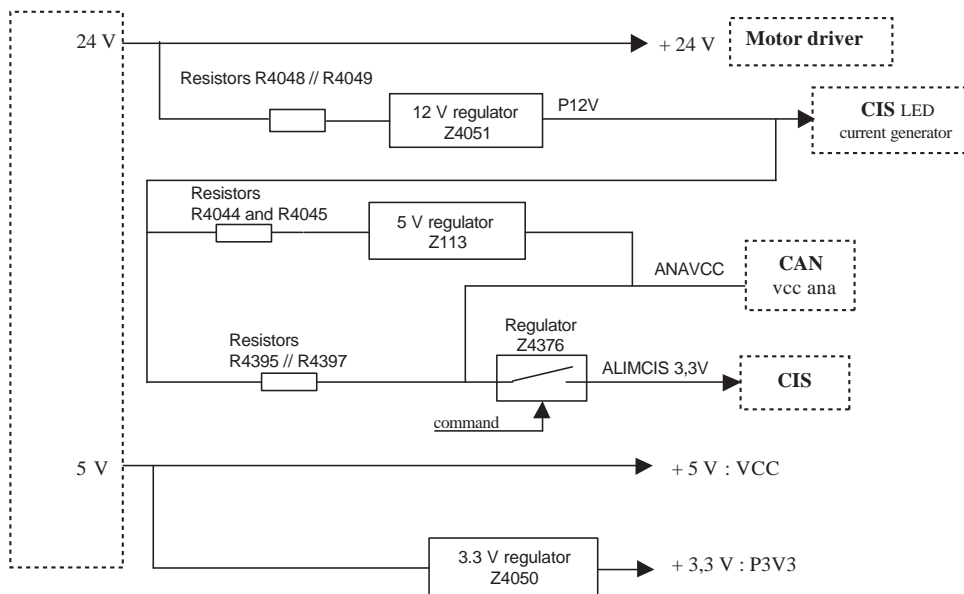 24 V
+ 24 V
Motor driver
Resistors R4048 // R4049
12 V regulator
Z4051
P12V
CIS LED
current generator
Resistors
R4044 and R4045
5 V regulator
Z113
ANAVCC
CAN
vcc ana
Resistors
R4395 // R4397
Regulator
Z4376
ALIMCIS 3,3V
CIS
command
5 V
+ 5 V : VCC
3.3 V regulator
Z4050
+ 3,3 V : P3V3